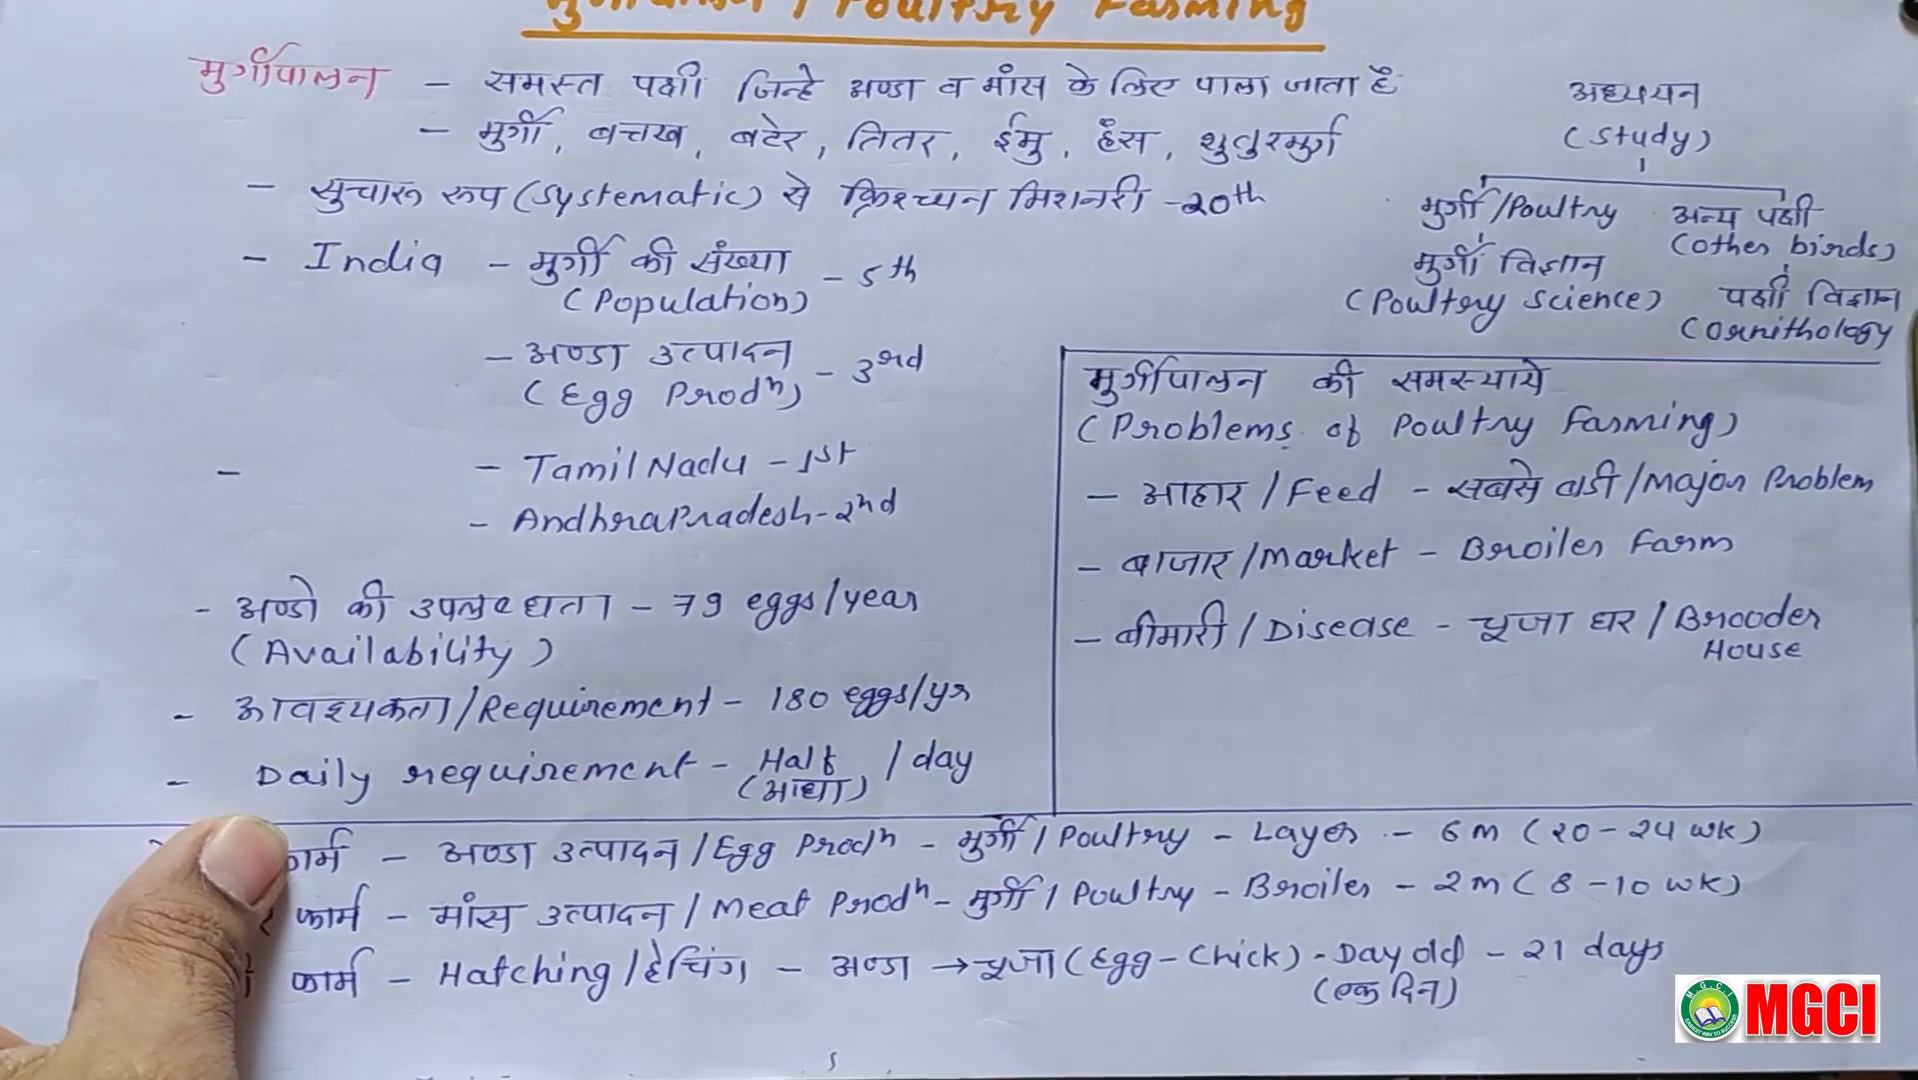 / Poultry Farming
मुर्गीपालन - समस्त पक्षी जिन्हे अण्डा व मांस के लिए पाला जाता है
- मुर्गी, बत्तख, बटेर, तितर, ईमु, हंस, शुतुरमुर्ग
- सुचारू रूप (Systematic) से क्रिश्च्यन मिशनरी - 20th
- India - मुर्गी की संख्या - 5th
(Population)
- अण्डा उत्पादन - 3rd
(Egg Prodn)
- - Tamil Nadu - 1st
- Andhra Pradesh - 2nd
- अण्डो की उपलब्धता - 79 eggs/year
(Availability)
- आवश्यकता/Requirement - 180 eggs/yr
- Daily requirement - Half / day
(आधा)
अध्ययन
(Study)
मुर्गी/Poultry अन्य पक्षी
(other birds)
मुर्गी विज्ञान
(Poultry Science) पक्षी विज्ञान
(Ornithology
मुर्गीपालन की समस्याये
(Problems of Poultry Farming)
- आहार/Feed - सबसे बडी/Major Problem
- बाजार/Market - Broiler Farm
- बीमारी/Disease - चूजा घर/Brooder
House
फार्म - अण्डा उत्पादन/Egg Prodn - मुर्गी/Poultry - Layer - 6 m (20-24 wk)
र फार्म - मांस उत्पादन/Meat Prodn - मुर्गी/Poultry - Broiler - 2m (8-10 wk)
फार्म - Hatching/हेचिंग - अण्डा → चूजा (Egg-Chick) - Day old - 21 days
(एक दिन)
M.G.C.I
MGCI